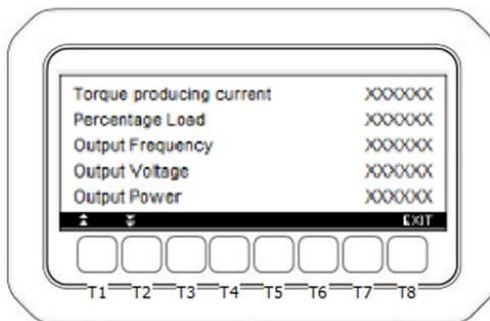 Torque producing current XXXXXX
Percentage Load XXXXXX
Output Frequency XXXXXX
Output Voltage XXXXXX
Output Power XXXXXX
EXIT
T1 T2 T3 T4 T5 T6 T7 T8